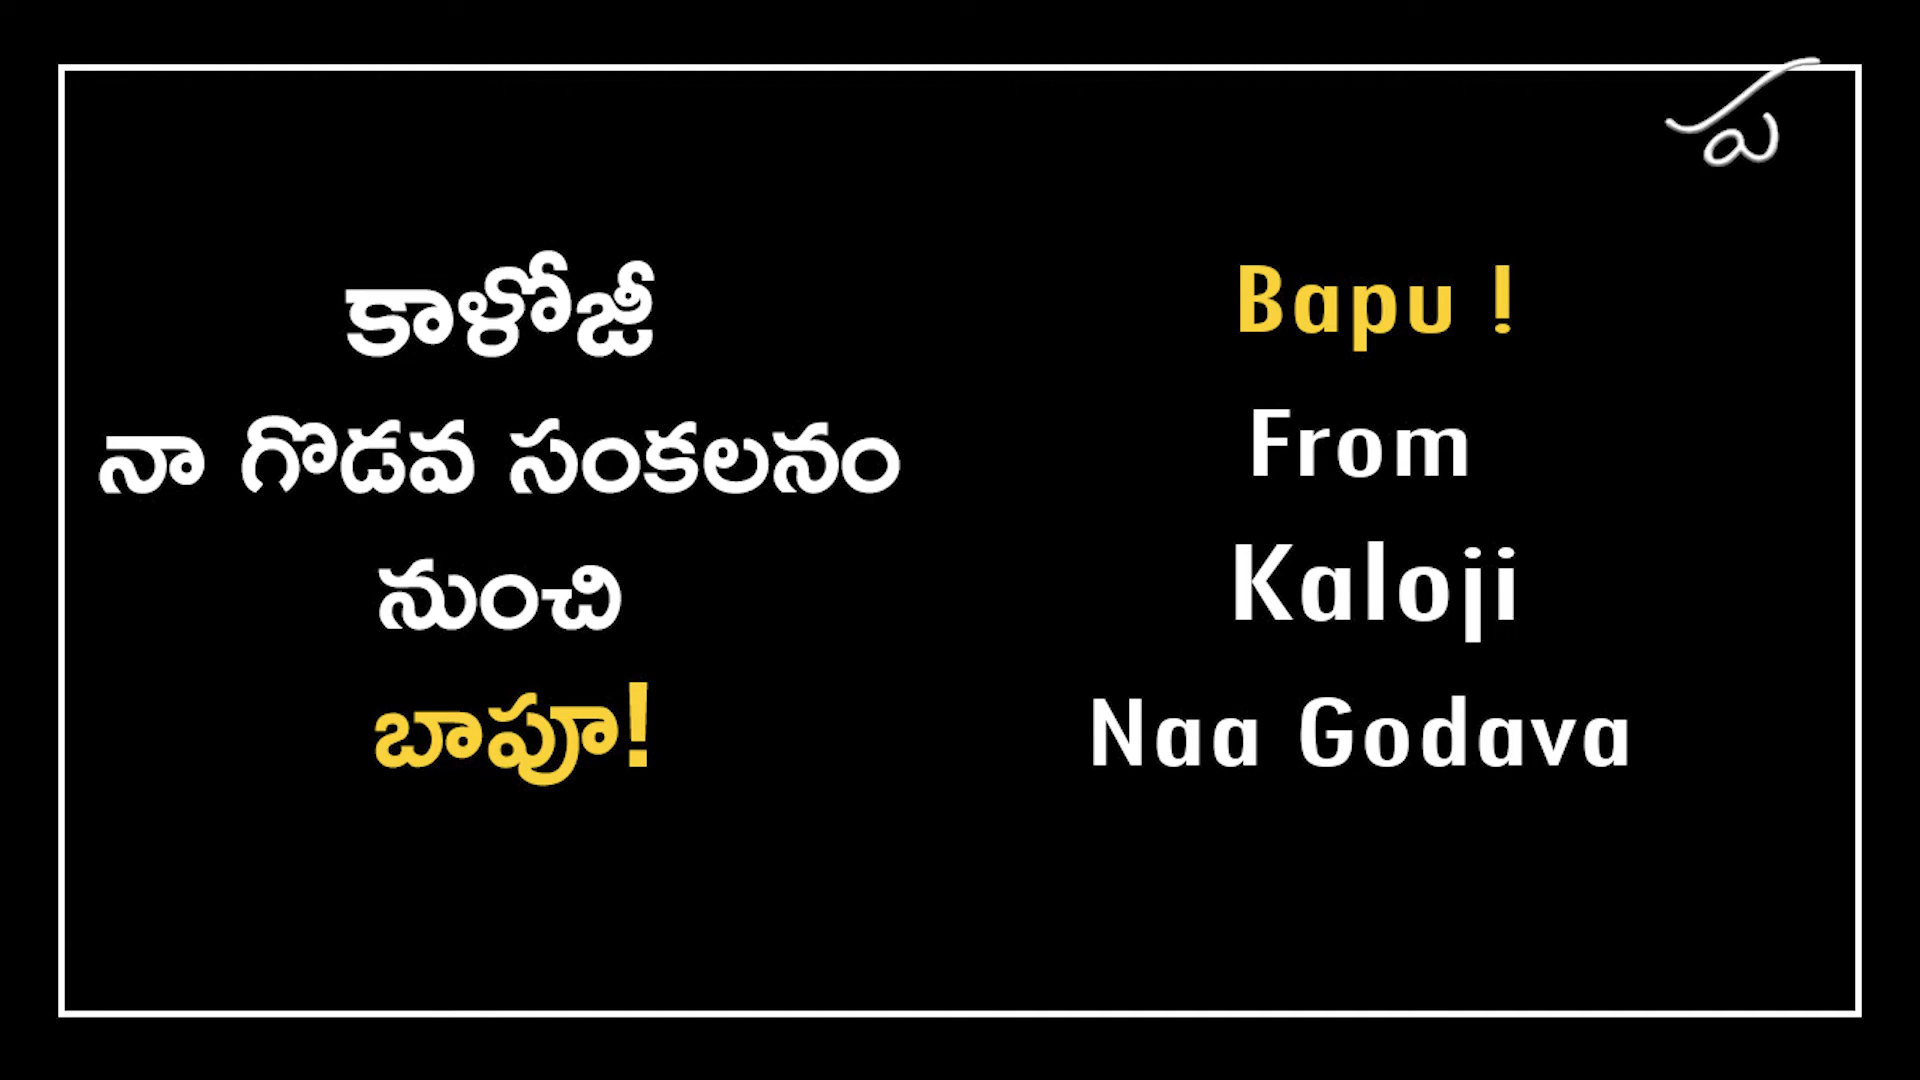 కాళోజీ
నా గొడవ సంకలనం
నుంచి
బాపూ!
Bapu !
From
Kaloji
Naa Godava
ప